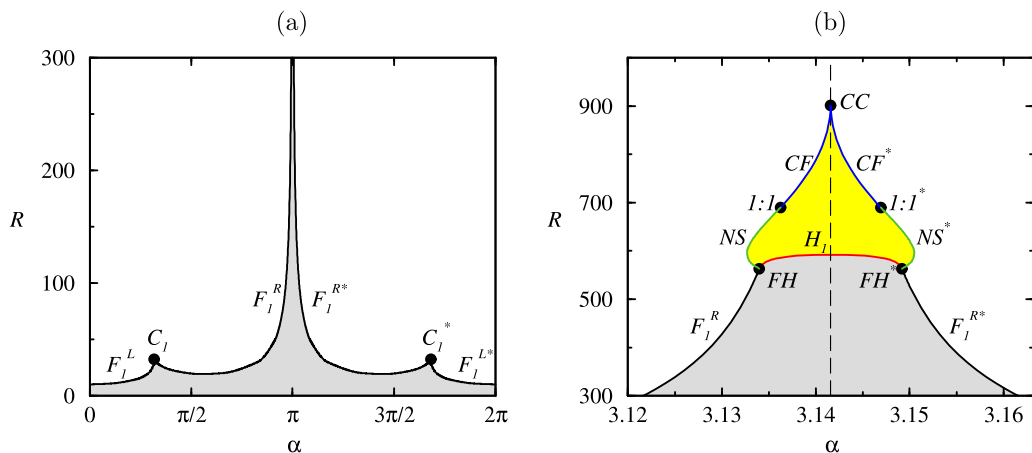 (a)
R
300
200
100
0
F₁ᴸ
C₁
F₁ᴿ
F₁ᴿ*
C₁*
F₁ᴸ*
0
π/2
π
3π/2
2π
α
(b)
R
900
700
500
300
CC
CF
CF*
1:1
1:1*
NS
NS*
H₁
FH
FH*
F₁ᴿ
F₁ᴿ*
3.12
3.13
3.14
3.15
3.16
α